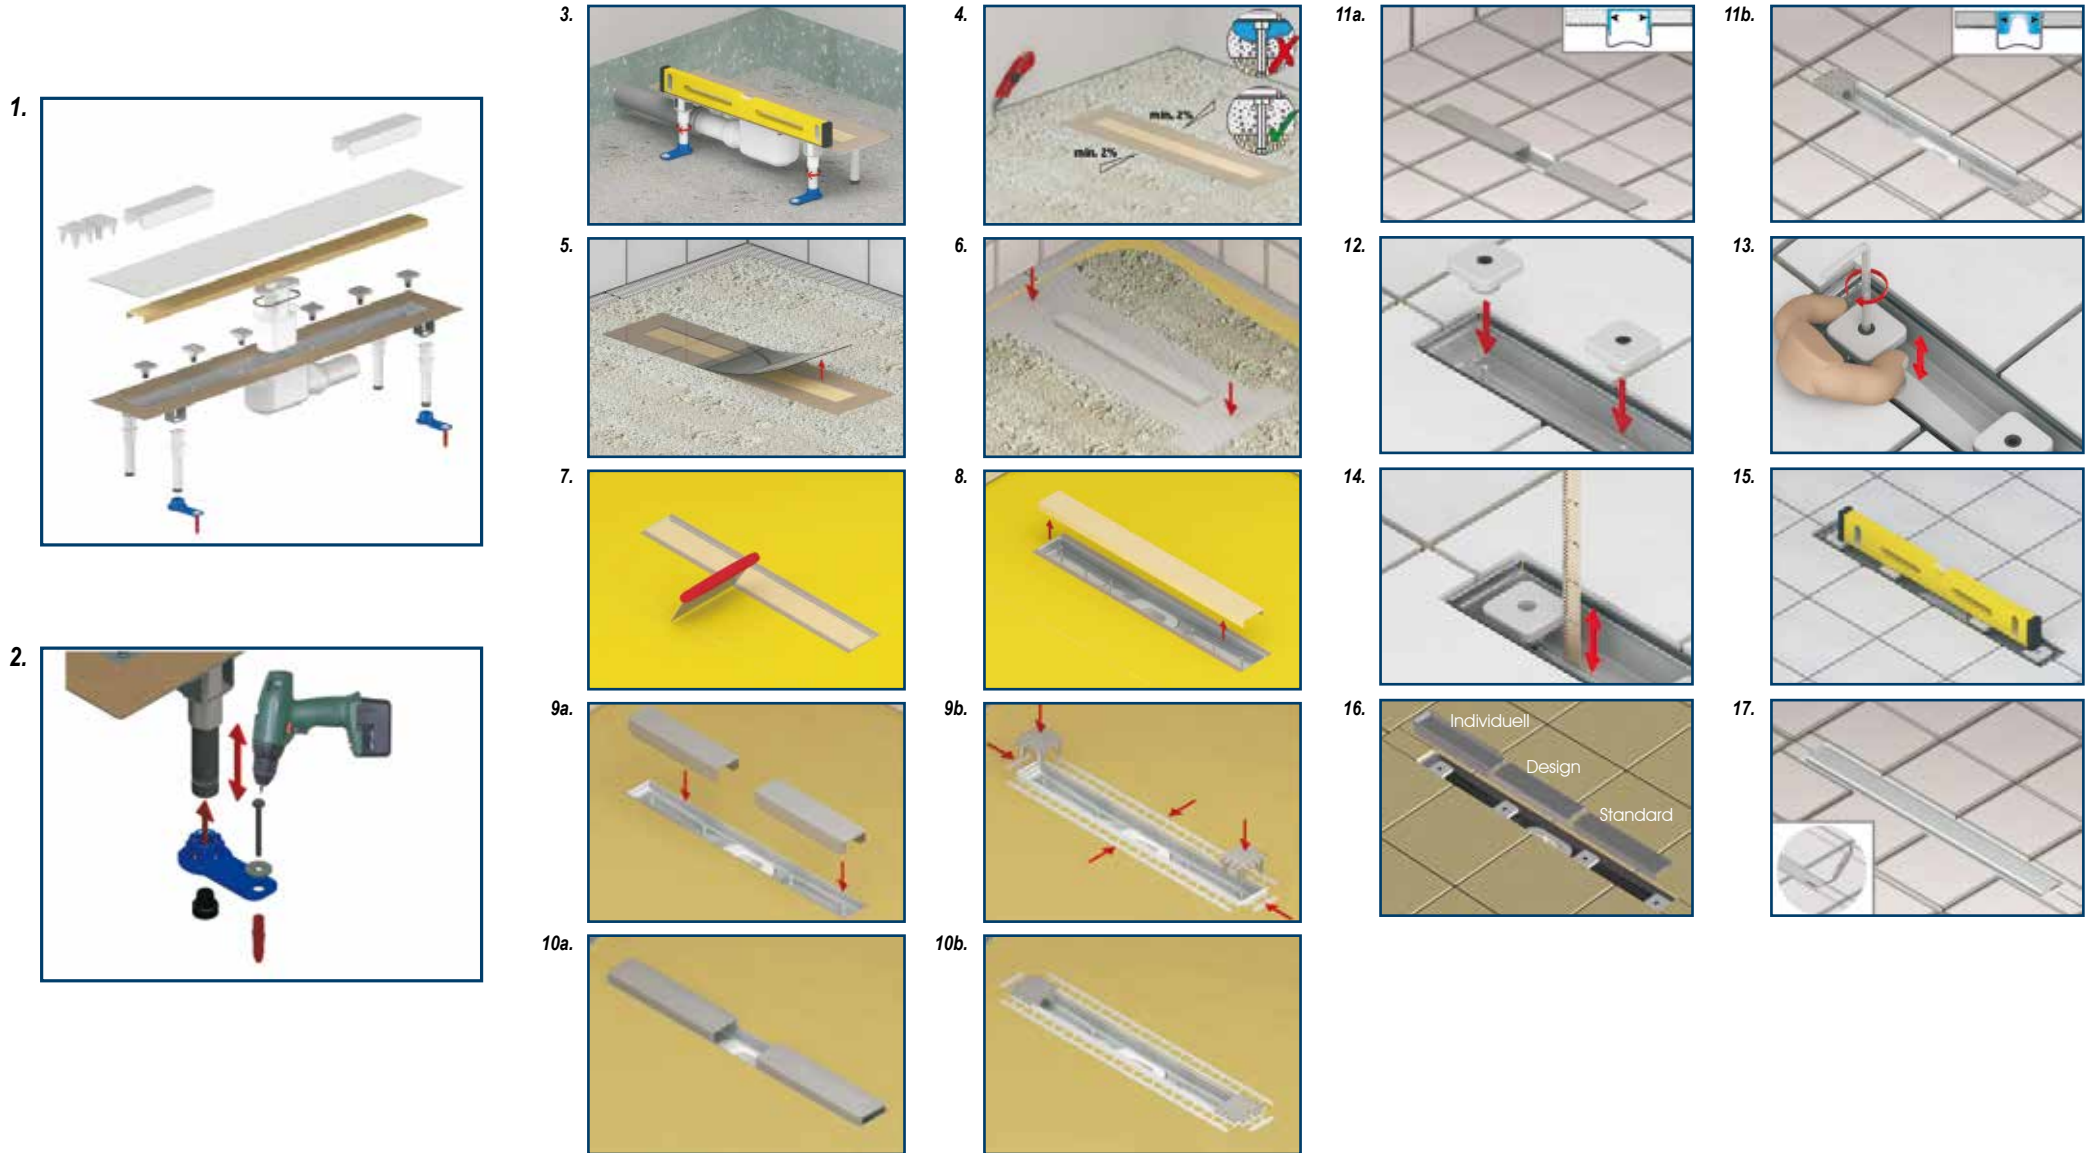 1.
2.
3.
4.
min. 2%
min. 2%
5.
6.
7.
8.
9a.
9b.
10a.
10b.
11a.
11b.
12.
13.
14.
15.
16.
Individuell
Design
Standard
17.